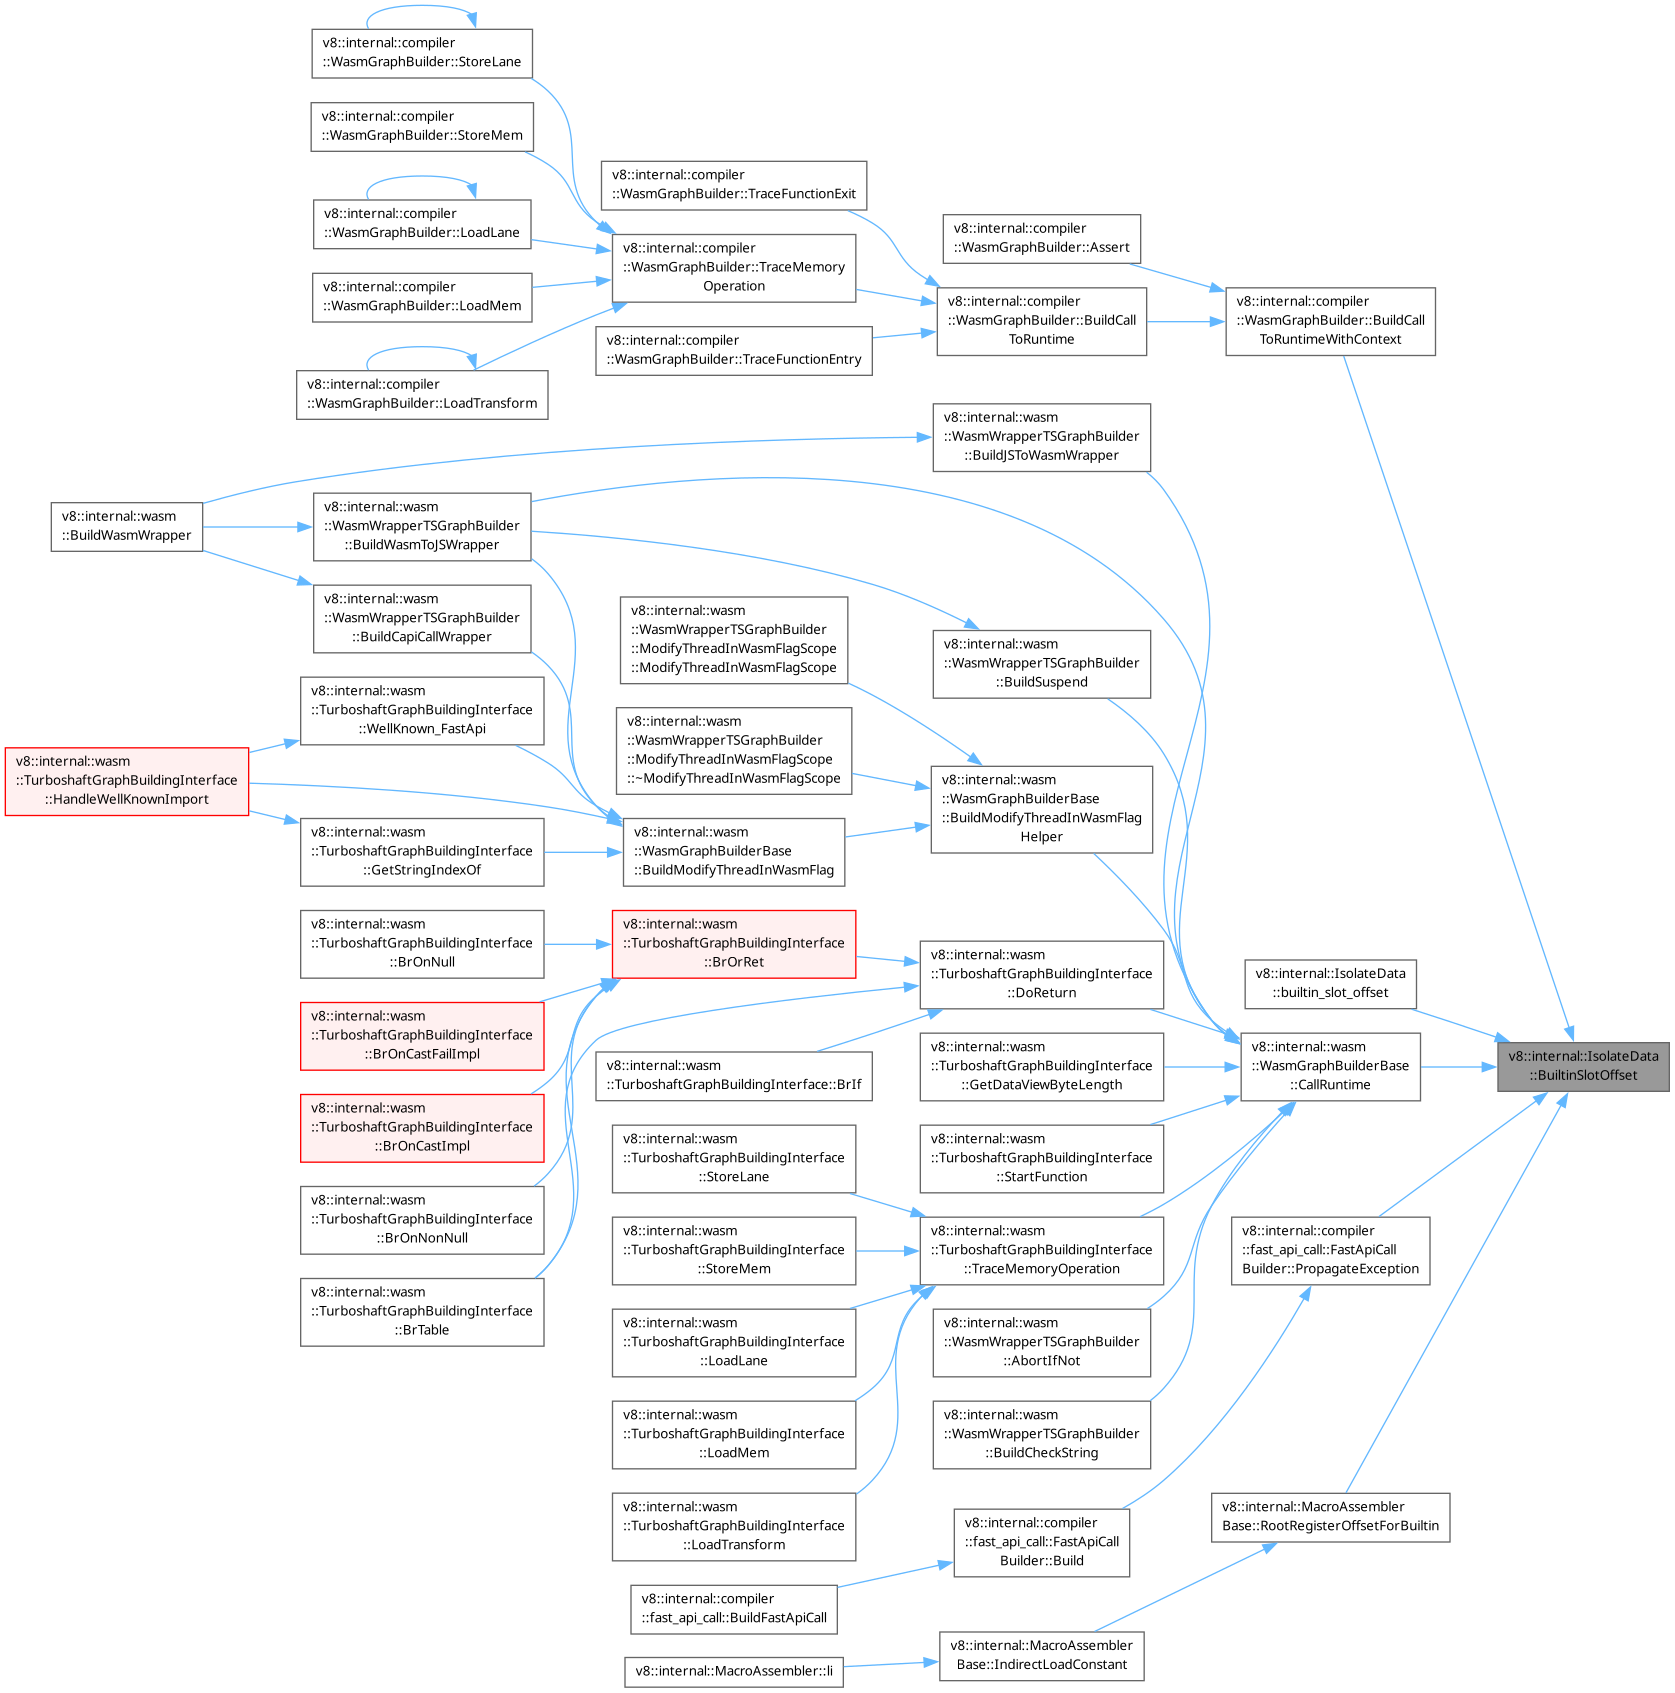 v8::internal::compiler
::WasmGraphBuilder::StoreLane
v8::internal::compiler
::WasmGraphBuilder::StoreMem
v8::internal::compiler
::WasmGraphBuilder::LoadLane
v8::internal::compiler
::WasmGraphBuilder::LoadMem
v8::internal::compiler
::WasmGraphBuilder::LoadTransform
v8::internal::compiler
::WasmGraphBuilder::TraceFunctionExit
v8::internal::compiler
::WasmGraphBuilder::TraceMemory
Operation
v8::internal::compiler
::WasmGraphBuilder::TraceFunctionEntry
v8::internal::compiler
::WasmGraphBuilder::Assert
v8::internal::compiler
::WasmGraphBuilder::BuildCall
ToRuntime
v8::internal::compiler
::WasmGraphBuilder::BuildCall
ToRuntimeWithContext
v8::internal::wasm
::WasmWrapperTSGraphBuilder
::BuildJSToWasmWrapper
v8::internal::wasm
::BuildWasmWrapper
v8::internal::wasm
::WasmWrapperTSGraphBuilder
::BuildWasmToJSWrapper
v8::internal::wasm
::WasmWrapperTSGraphBuilder
::BuildCapiCallWrapper
v8::internal::wasm
::WasmWrapperTSGraphBuilder
::ModifyThreadInWasmFlagScope
::ModifyThreadInWasmFlagScope
v8::internal::wasm
::WasmWrapperTSGraphBuilder
::BuildSuspend
v8::internal::wasm
::TurboshaftGraphBuildingInterface
::WellKnown_FastApi
v8::internal::wasm
::WasmWrapperTSGraphBuilder
::ModifyThreadInWasmFlagScope
::~ModifyThreadInWasmFlagScope
v8::internal::wasm
::TurboshaftGraphBuildingInterface
::HandleWellKnownImport
v8::internal::wasm
::WasmGraphBuilderBase
::BuildModifyThreadInWasmFlag
Helper
v8::internal::wasm
::TurboshaftGraphBuildingInterface
::GetStringIndexOf
v8::internal::wasm
::WasmGraphBuilderBase
::BuildModifyThreadInWasmFlag
v8::internal::wasm
::TurboshaftGraphBuildingInterface
::BrOnNull
v8::internal::wasm
::TurboshaftGraphBuildingInterface
::BrOrRet
v8::internal::wasm
::TurboshaftGraphBuildingInterface
::DoReturn
v8::internal::IsolateData
::builtin_slot_offset
v8::internal::wasm
::TurboshaftGraphBuildingInterface
::BrOnCastFailImpl
v8::internal::wasm
::TurboshaftGraphBuildingInterface::BrIf
v8::internal::wasm
::TurboshaftGraphBuildingInterface
::GetDataViewByteLength
v8::internal::wasm
::WasmGraphBuilderBase
::CallRuntime
v8::internal::IsolateData
::BuiltinSlotOffset
v8::internal::wasm
::TurboshaftGraphBuildingInterface
::BrOnCastImpl
v8::internal::wasm
::TurboshaftGraphBuildingInterface
::StoreLane
v8::internal::wasm
::TurboshaftGraphBuildingInterface
::StartFunction
v8::internal::wasm
::TurboshaftGraphBuildingInterface
::BrOnNonNull
v8::internal::wasm
::TurboshaftGraphBuildingInterface
::StoreMem
v8::internal::wasm
::TurboshaftGraphBuildingInterface
::TraceMemoryOperation
v8::internal::compiler
::fast_api_call::FastApiCall
Builder::PropagateException
v8::internal::wasm
::TurboshaftGraphBuildingInterface
::BrTable
v8::internal::wasm
::TurboshaftGraphBuildingInterface
::LoadLane
v8::internal::wasm
::WasmWrapperTSGraphBuilder
::AbortIfNot
v8::internal::wasm
::TurboshaftGraphBuildingInterface
::LoadMem
v8::internal::wasm
::WasmWrapperTSGraphBuilder
::BuildCheckString
v8::internal::wasm
::TurboshaftGraphBuildingInterface
::LoadTransform
v8::internal::compiler
::fast_api_call::FastApiCall
Builder::Build
v8::internal::MacroAssembler
Base::RootRegisterOffsetForBuiltin
v8::internal::compiler
::fast_api_call::BuildFastApiCall
v8::internal::MacroAssembler::li
v8::internal::MacroAssembler
Base::IndirectLoadConstant